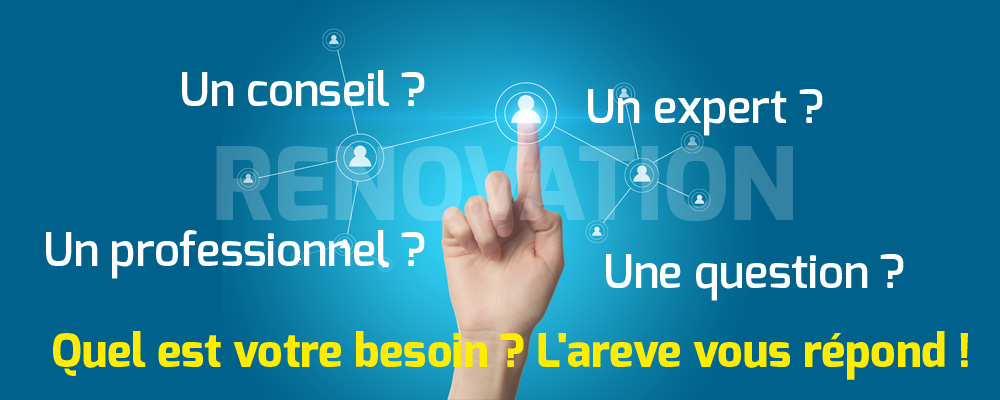 Un conseil ?
Un expert ?
RENOVATION
Un professionnel ?
Une question ?
Quel est votre besoin ? L'areve vous répond !